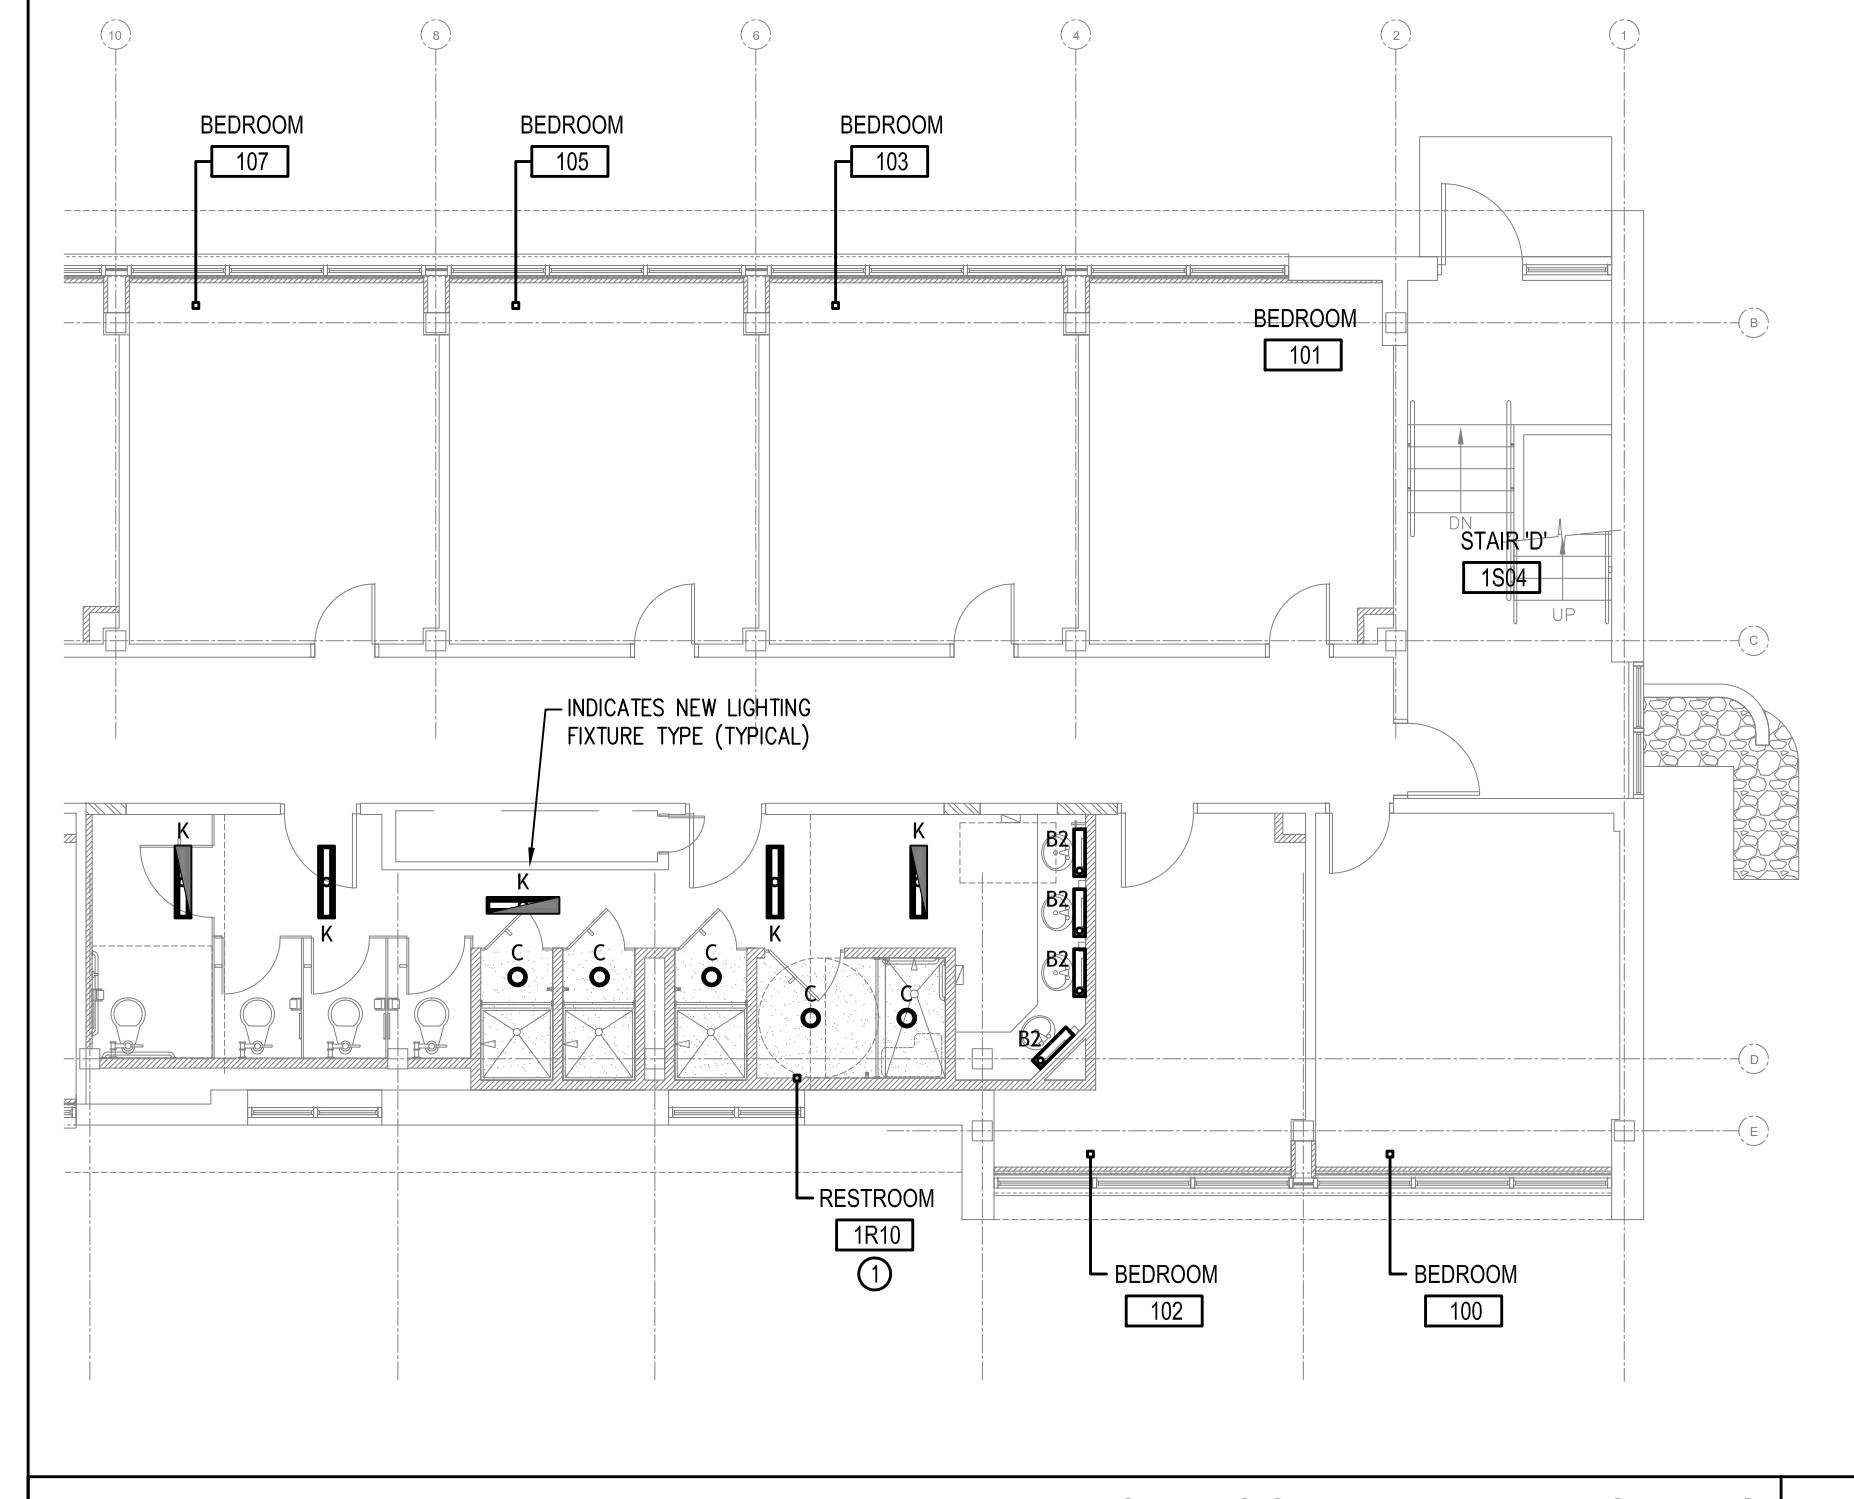 10 8 6 4 2 1
BEDROOM BEDROOM BEDROOM
107 105 103
BEDROOM
101
B
DN
STAIR 'D'
1S04
UP
C
INDICATES NEW LIGHTING
FIXTURE TYPE (TYPICAL)
K K B2
K
B2
K K
C C C B2
C C
B2
D
E
RESTROOM
1R10
1
BEDROOM BEDROOM
102 100